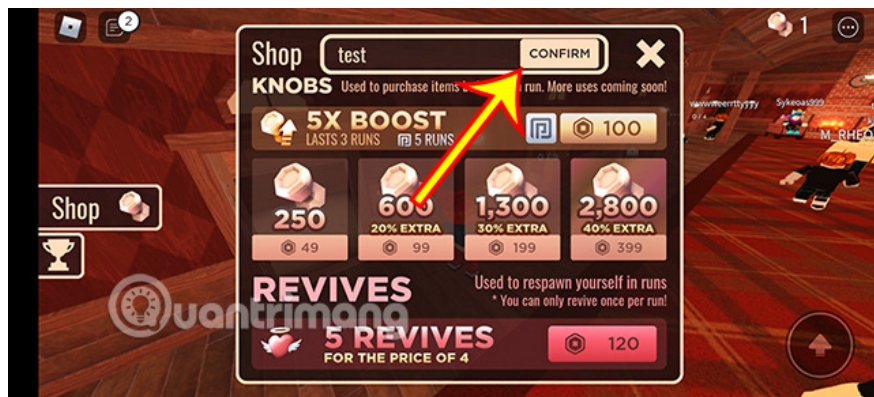 2
1
Shop test CONFIRM
KNOBS Used to purchase items run. More uses coming soon!
5X BOOST
LASTS 3 RUNS 5 RUNS
100
250
600
20% EXTRA
1,300
30% EXTRA
2,800
40% EXTRA
49
99
199
399
REVIVES Used to respawn yourself in runs
* You can only revive once per run!
5 REVIVES
FOR THE PRICE OF 4
120
Shop
Quantrimang
Sykeoas999
M_RHEO